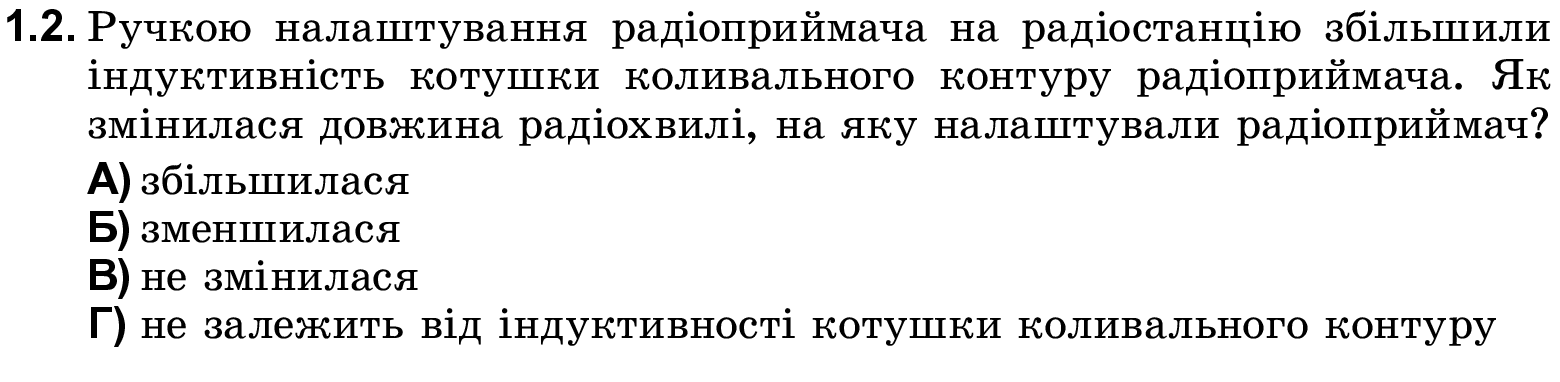 1.2. Ручкою налаштування радіоприймача на радіостанцію збільшили
індуктивність котушки коливального контуру радіоприймача. Як
змінилася довжина радіохвилі, на яку налаштували радіоприймач?
А) збільшилася
Б) зменшилася
В) не змінилася
Г) не залежить від індуктивності котушки коливального контуру